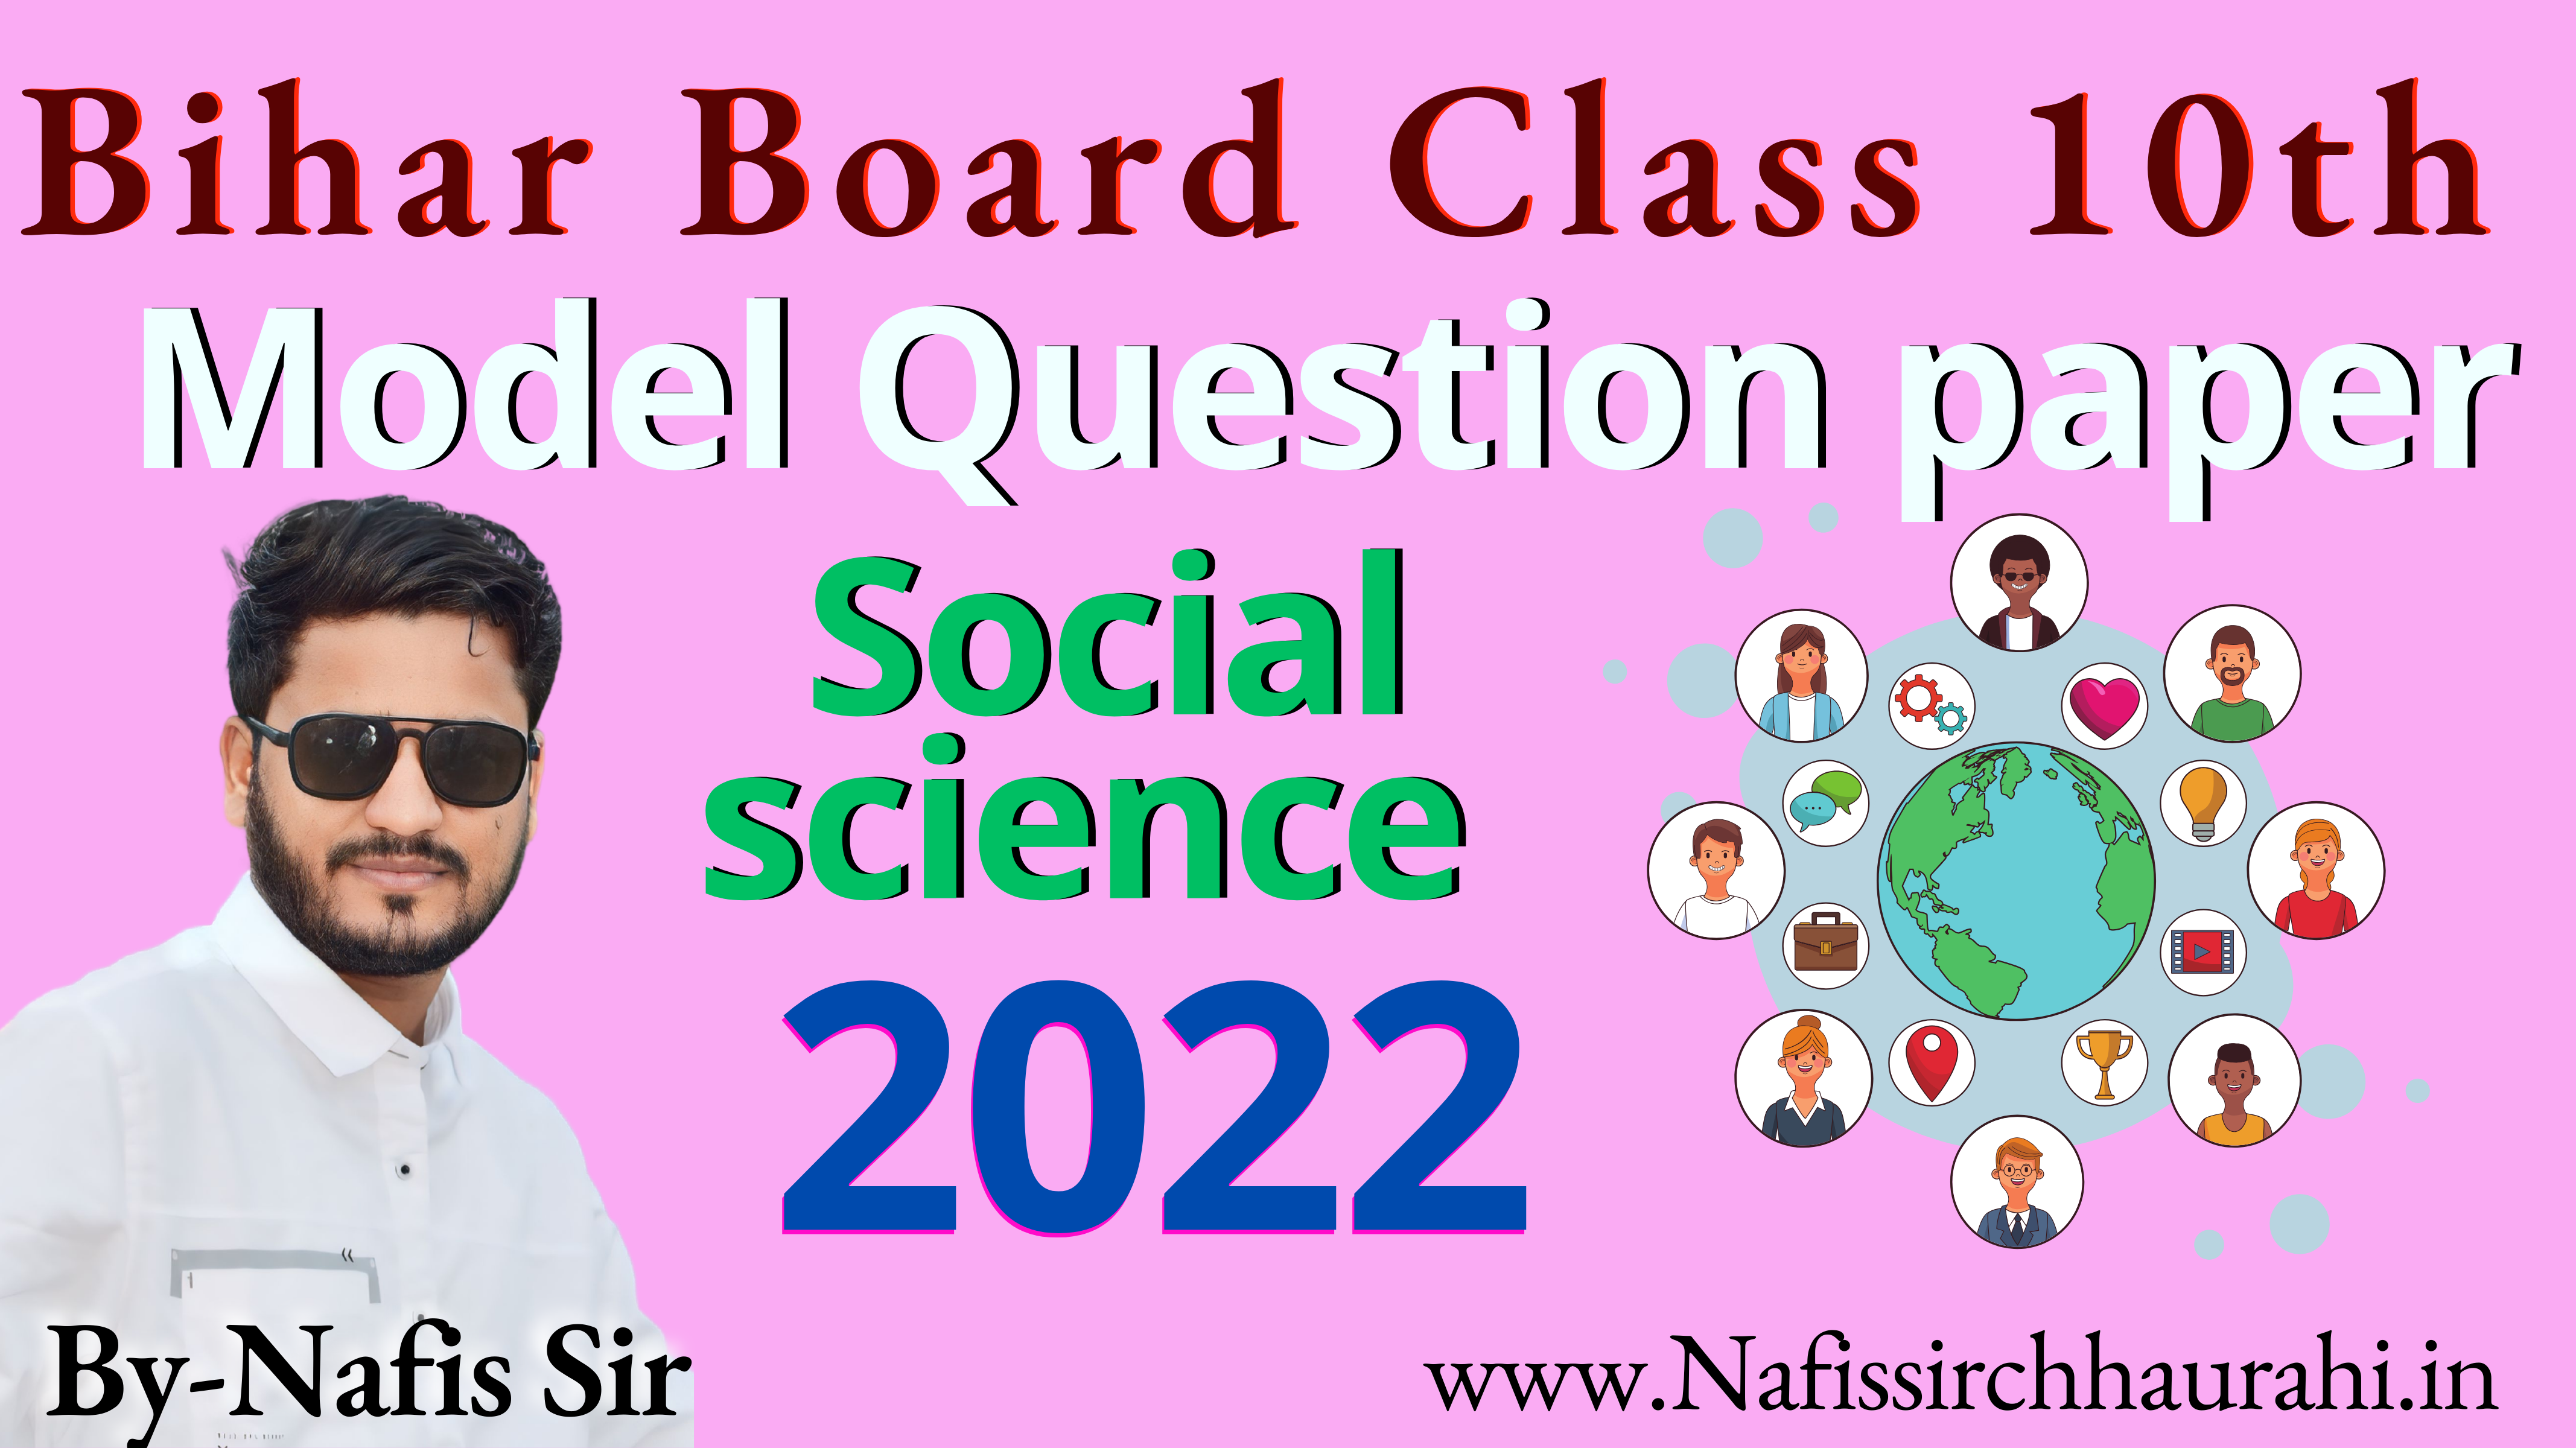 Bihar Board Class 10th
Model Question paper
Social
science
2022
By-Nafis Sir
www.Nafissirchhaurahi.in